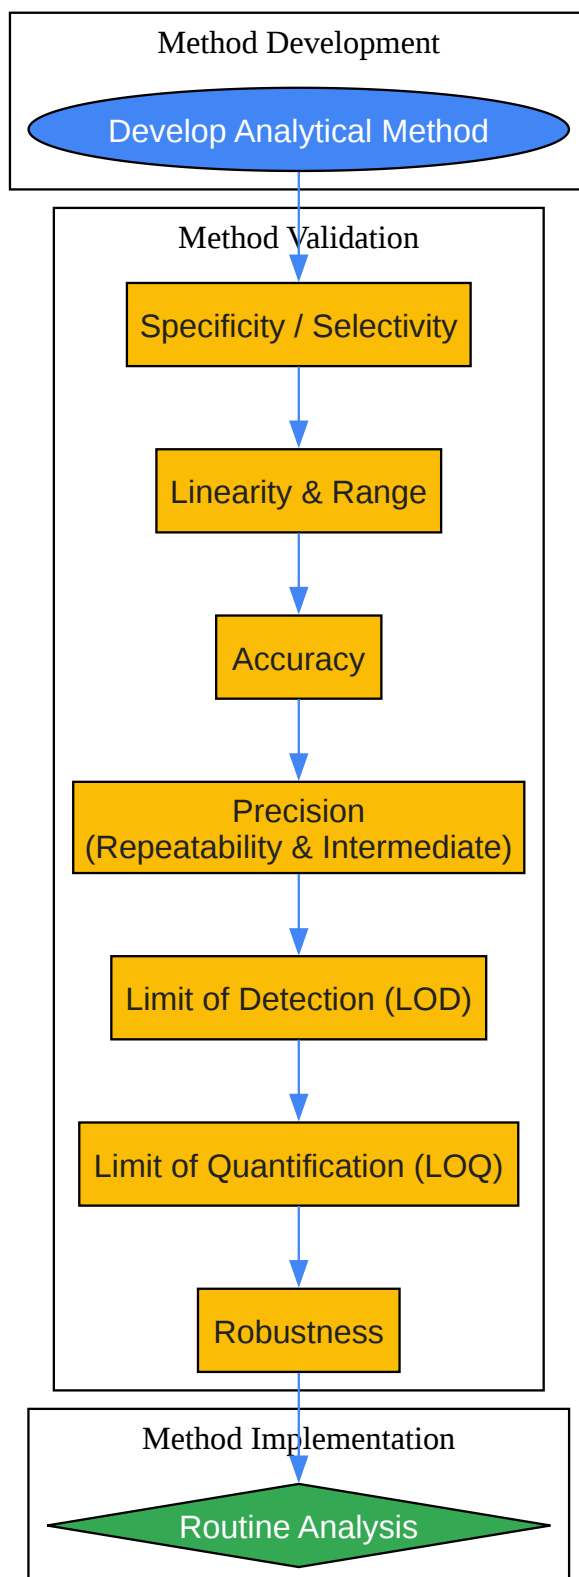 Method Development
Develop Analytical Method
Method Validation
Specificity / Selectivity
Linearity & Range
Accuracy
Precision
(Repeatability & Intermediate)
Limit of Detection (LOD)
Limit of Quantification (LOQ)
Robustness
Method Implementation
Routine Analysis